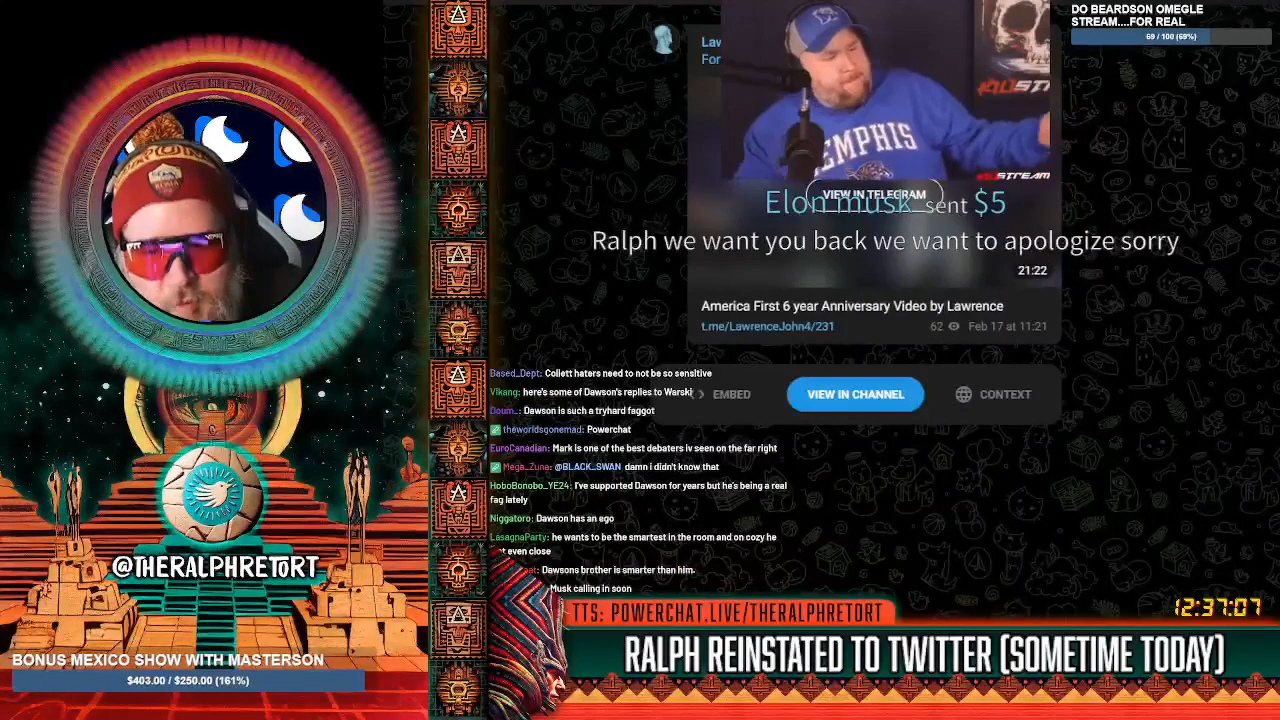 DO BEARDSON OMEGLE
STREAM....FOR REAL
69 / 100 (69%)
Law
For
MEMPHIS
KILLSTREAM
VIEW IN TELEGRAM
Elon musk sent $5
Ralph we want you back we want to apologize sorry
21:22
America First 6 year Anniversary Video by Lawrence
t.me/LawrenceJohn4/231
62
Feb 17 at 11:21
EMBED
VIEW IN CHANNEL
CONTEXT
Based_Dept: Collett haters need to not be so sensitive
Vikang: here's some of Dawson's replies to Warski
Doum_: Dawson is such a tryhard faggot
theworldsgonemad: Powerchat
EuroCanadian: Mark is one of the best debaters iv seen on the far right
Mega_Zuna: @BLACK_SWAN damn i didn't know that
HoboBonobo_YE24: I've supported Dawson for years but he's being a real
fag lately
Niggatoro: Dawson has an ego
LasagnaParty: he wants to be the smartest in the room and on cozy he
even close
Dawsons brother is smarter than him.
Musk calling in soon
@THERALPHRETORT
TTS: POWERCHAT.LIVE/THERALPHRETORT
12:37:07
RALPH REINSTATED TO TWITTER (SOMETIME TODAY)
BONUS MEXICO SHOW WITH MASTERSON
$403.00 / $250.00 (161%)